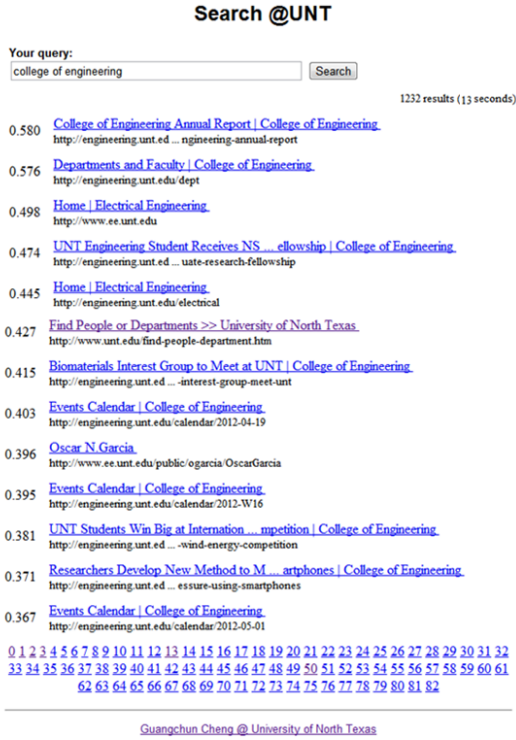 Search @UNT
Your query:
college of engineering Search
1232 results (13 seconds)
0.580 College of Engineering Annual Report | College of Engineering
http://engineering.unt.ed ... ngineering-annual-report
0.576 Departments and Faculty | College of Engineering
http://engineering.unt.edu/dept
0.498 Home | Electrical Engineering
http://www.ee.unt.edu
0.474 UNT Engineering Student Receives NS ... ellowship | College of Engineering
http://engineering.unt.ed ... uate-research-fellowship
0.445 Home | Electrical Engineering
http://engineering.unt.edu/electrical
0.427 Find People or Departments >> University of North Texas
http://www.unt.edu/find-people-department.htm
0.415 Biomaterials Interest Group to Meet at UNT | College of Engineering
http://engineering.unt.ed ... -interest-group-meet-unt
0.403 Events Calendar | College of Engineering
http://engineering.unt.edu/calendar/2012-04-19
0.396 Oscar N.Garcia
http://www.ee.unt.edu/public/ogarcia/OscarGarcia
0.395 Events Calendar | College of Engineering
http://engineering.unt.edu/calendar/2012-W16
0.381 UNT Students Win Big at Internation ... mpetition | College of Engineering
http://engineering.unt.ed ... -wind-energy-competition
0.371 Researchers Develop New Method to M ... artphones | College of Engineering
http://engineering.unt.ed ... essure-using-smartphones
0.367 Events Calendar | College of Engineering
http://engineering.unt.edu/calendar/2012-05-01
0 1 2 3 4 5 6 7 8 9 10 11 12 13 14 15 16 17 18 19 20 21 22 23 24 25 26 27 28 29 30 31 32
33 34 35 36 37 38 39 40 41 42 43 44 45 46 47 48 49 50 51 52 53 54 55 56 57 58 59 60 61
62 63 64 65 66 67 68 69 70 71 72 73 74 75 76 77 78 79 80 81 82
Guangchun Cheng @ University of North Texas